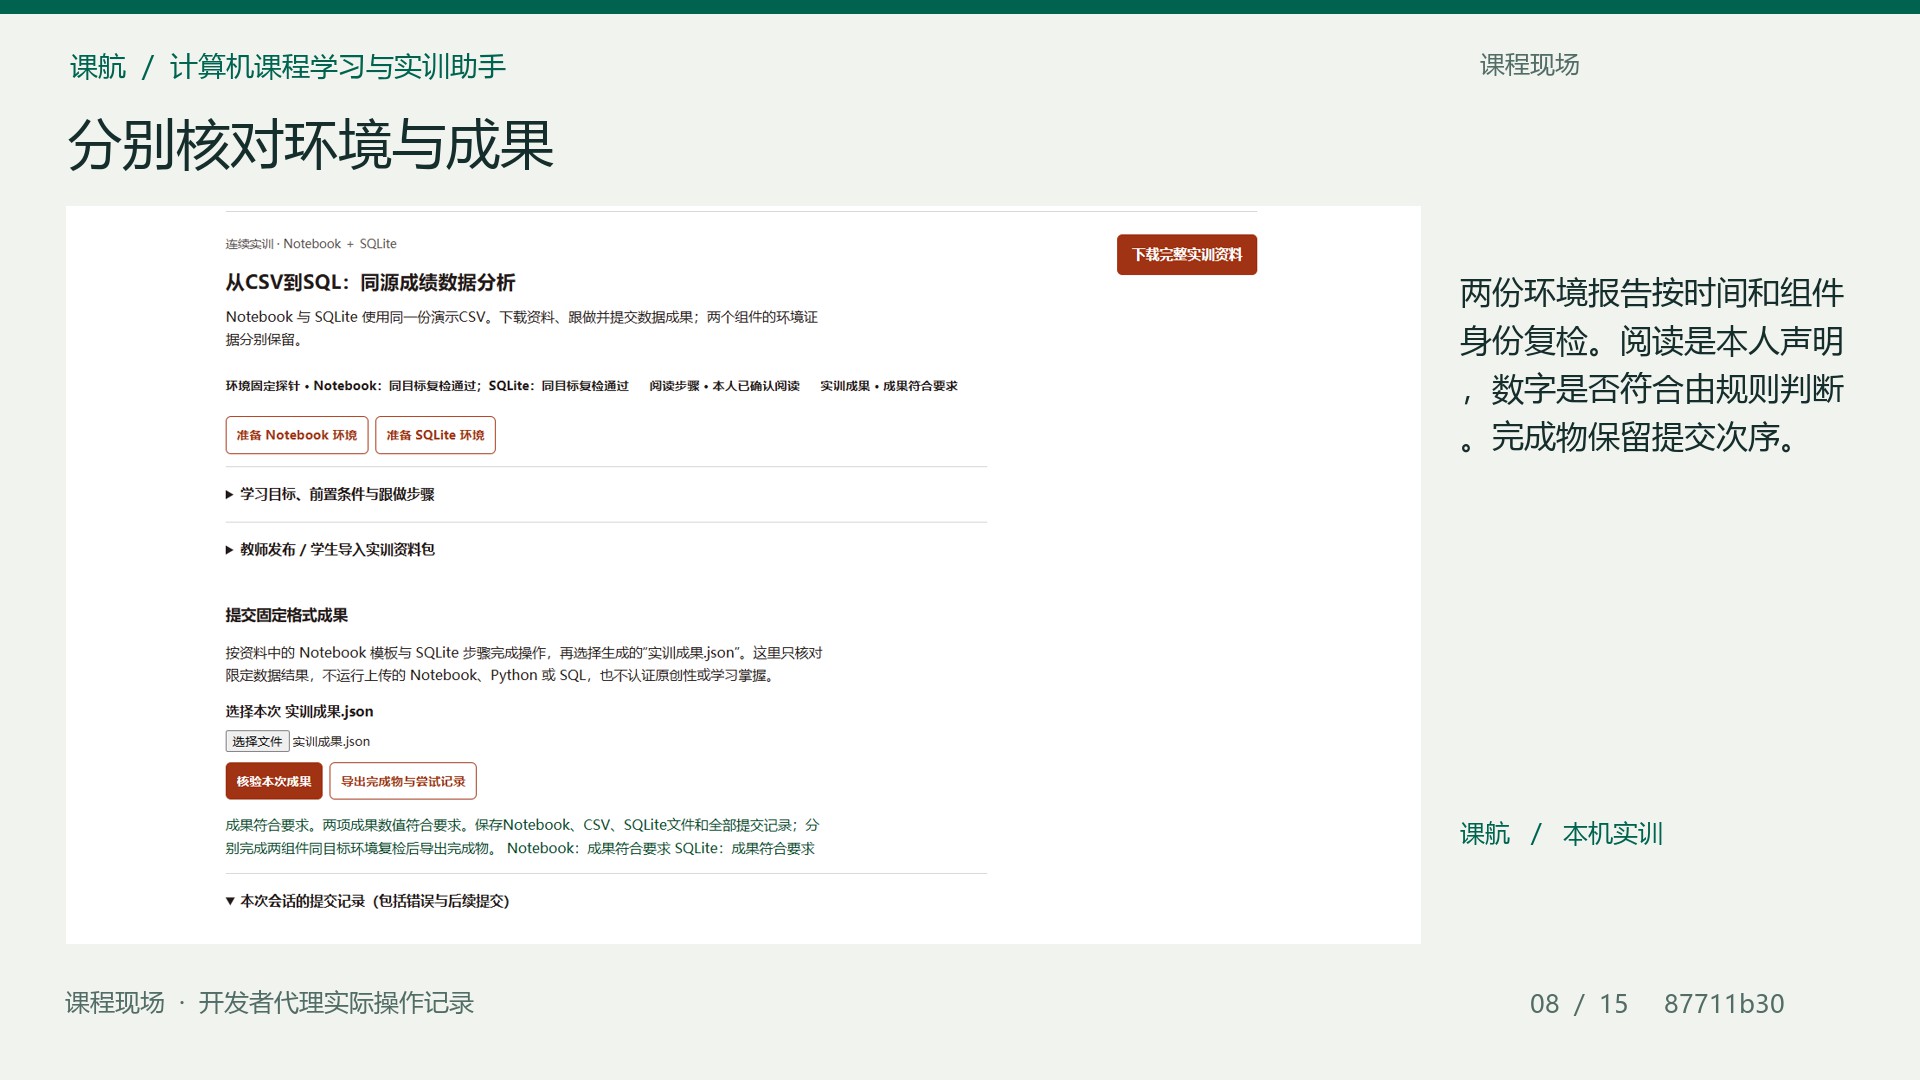 课航 / 计算机课程学习与实训助手
课程现场
分别核对环境与成果
连续实训 · Notebook + SQLite
下载完整实训资料
从CSV到SQL：同源成绩数据分析
Notebook 与 SQLite 使用同一份演示CSV。下载资料、跟做并提交数据成果；两个组件的环境证
据分别保留。
环境固定探针 • Notebook：同目标复检通过；SQLite：同目标复检通过 阅读步骤 • 本人已确认阅读 实训成果 • 成果符合要求
准备 Notebook 环境 准备 SQLite 环境
▶ 学习目标、前置条件与跟做步骤
▶ 教师发布 / 学生导入实训资料包
提交固定格式成果
按资料中的 Notebook 模板与 SQLite 步骤完成操作，再选择生成的“实训成果.json”。这里只核对
限定数据结果，不运行上传的 Notebook、Python 或 SQL，也不认证原创性或学习掌握。
选择本次 实训成果.json
选择文件 实训成果.json
核验本次成果 导出完成物与尝试记录
成果符合要求。两项成果数值符合要求。保存Notebook、CSV、SQLite文件和全部提交记录；分
别完成两组件同目标环境复检后导出完成物。 Notebook：成果符合要求 SQLite：成果符合要求
▼ 本次会话的提交记录（包括错误与后续提交）
两份环境报告按时间和组件
身份复检。阅读是本人声明
，数字是否符合由规则判断
。完成物保留提交次序。
课航 / 本机实训
课程现场 · 开发者代理实际操作记录
08 / 15 87711b30